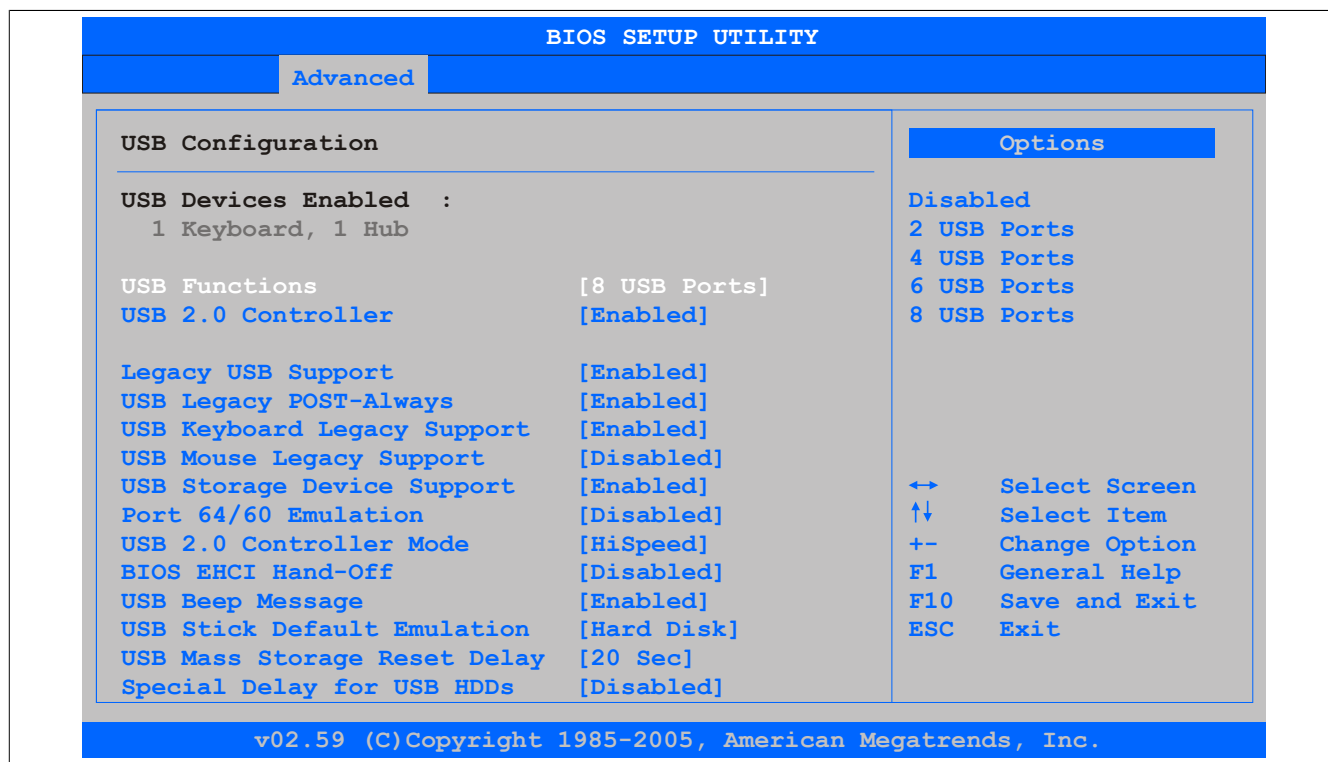 BIOS SETUP UTILITY
Advanced
USB Configuration
USB Devices Enabled :
1 Keyboard, 1 Hub
USB Functions [8 USB Ports]
USB 2.0 Controller [Enabled]
Legacy USB Support [Enabled]
USB Legacy POST-Always [Enabled]
USB Keyboard Legacy Support [Enabled]
USB Mouse Legacy Support [Disabled]
USB Storage Device Support [Enabled]
Port 64/60 Emulation [Disabled]
USB 2.0 Controller Mode [HiSpeed]
BIOS EHCI Hand-Off [Disabled]
USB Beep Message [Enabled]
USB Stick Default Emulation [Hard Disk]
USB Mass Storage Reset Delay [20 Sec]
Special Delay for USB HDDs [Disabled]
Options
Disabled
2 USB Ports
4 USB Ports
6 USB Ports
8 USB Ports
↔ Select Screen
↑↓ Select Item
+- Change Option
F1 General Help
F10 Save and Exit
ESC Exit
v02.59 (C)Copyright 1985-2005, American Megatrends, Inc.